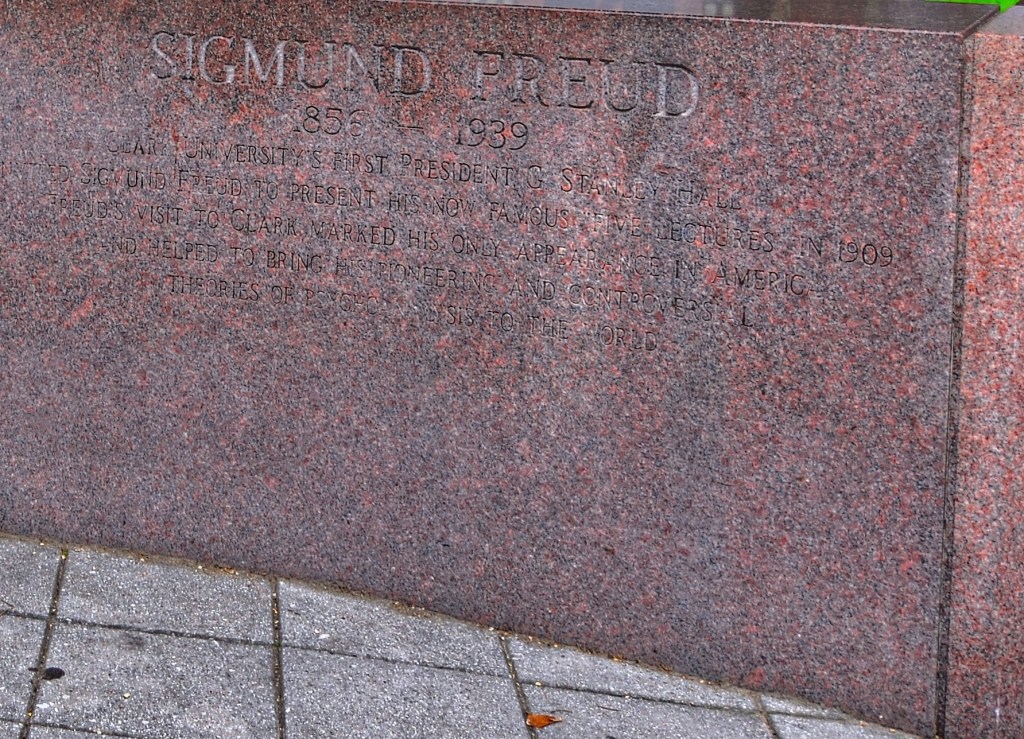 SIGMUND FREUD
1856 — 1939
CLARK UNIVERSITY'S FIRST PRESIDENT, G. STANLEY HALL
INVITED SIGMUND FREUD TO PRESENT HIS NOW FAMOUS "FIVE LECTURES" IN 1909
FREUD'S VISIT TO CLARK MARKED HIS ONLY APPEARANCE IN AMERICA
AND HELPED TO BRING HIS PIONEERING AND CONTROVERSIAL
THEORIES OF PSYCHOANALYSIS TO THE WORLD.